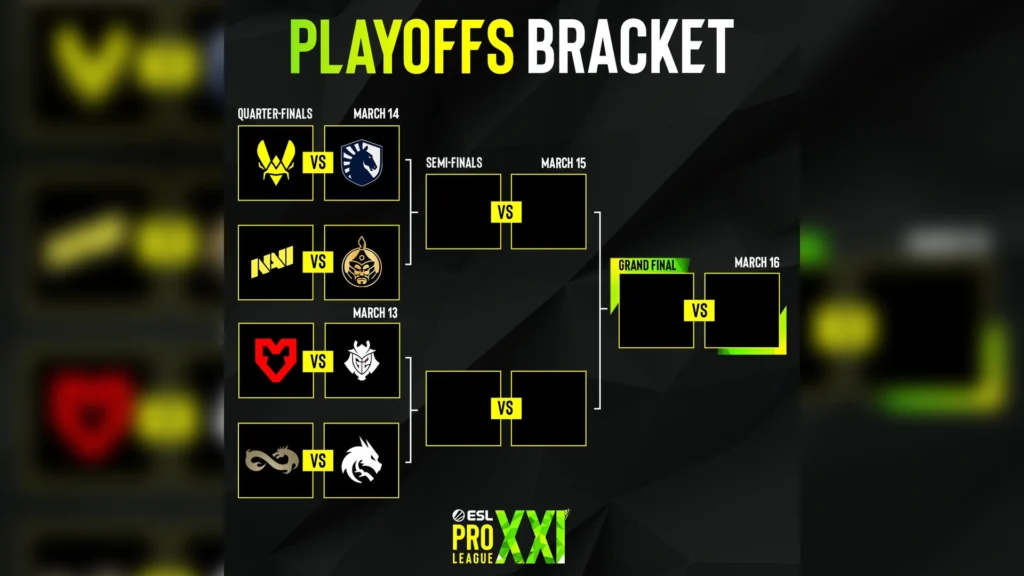 PLAYOFFS BRACKET
QUARTER-FINALS MARCH 14
VS
SEMI-FINALS MARCH 15
VS
NAVI VS
GRAND FINAL MARCH 16
VS
MARCH 13
VS
VS
VS
ESL
PRO
LEAGUE
XXI